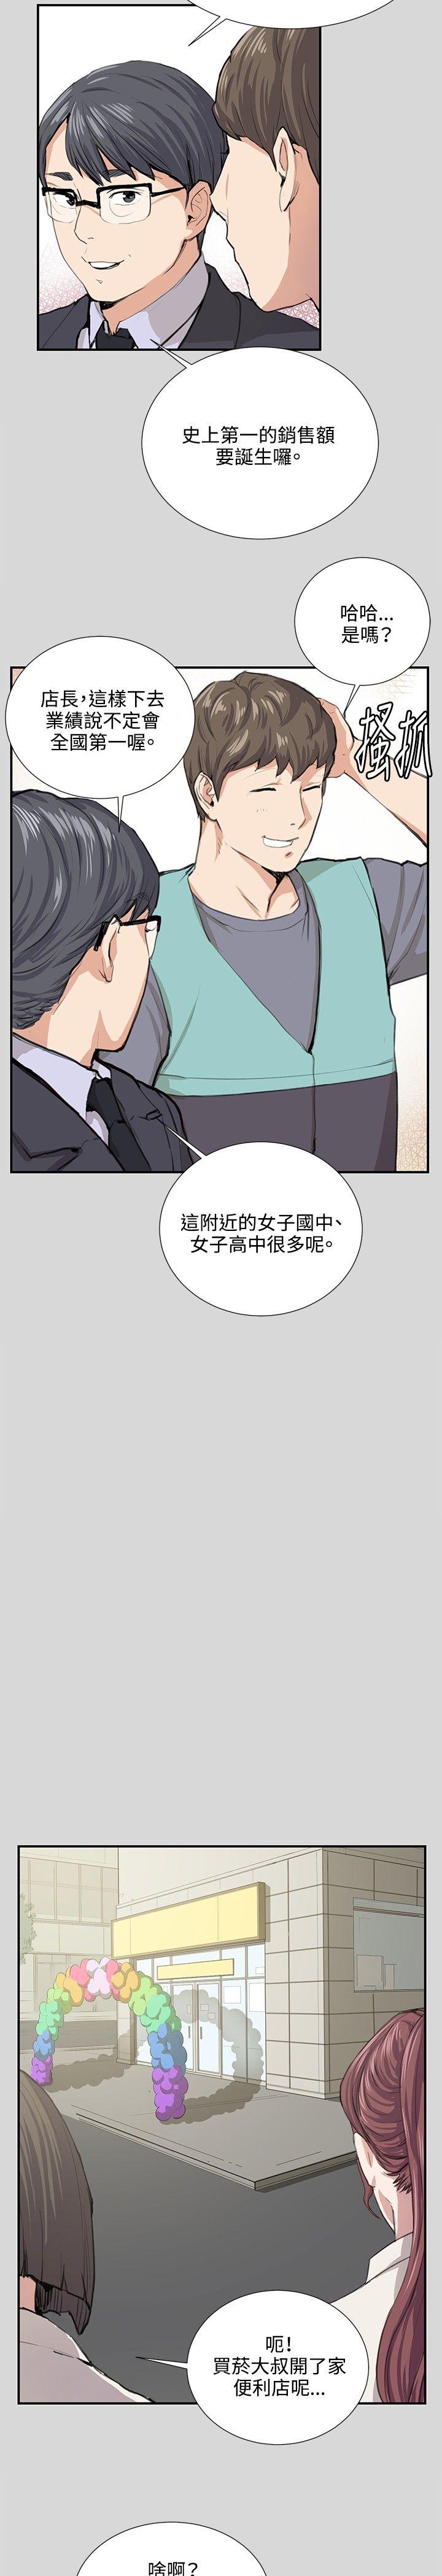 史上第一的銷售額
要誕生囉。
哈哈...
是嗎？
店長，這樣下去
業績說不定會
全國第一喔。
搔抓
這附近的女子國中、
女子高中很多呢。
呃！
買菸大叔開了家
便利店呢...
啥啊？